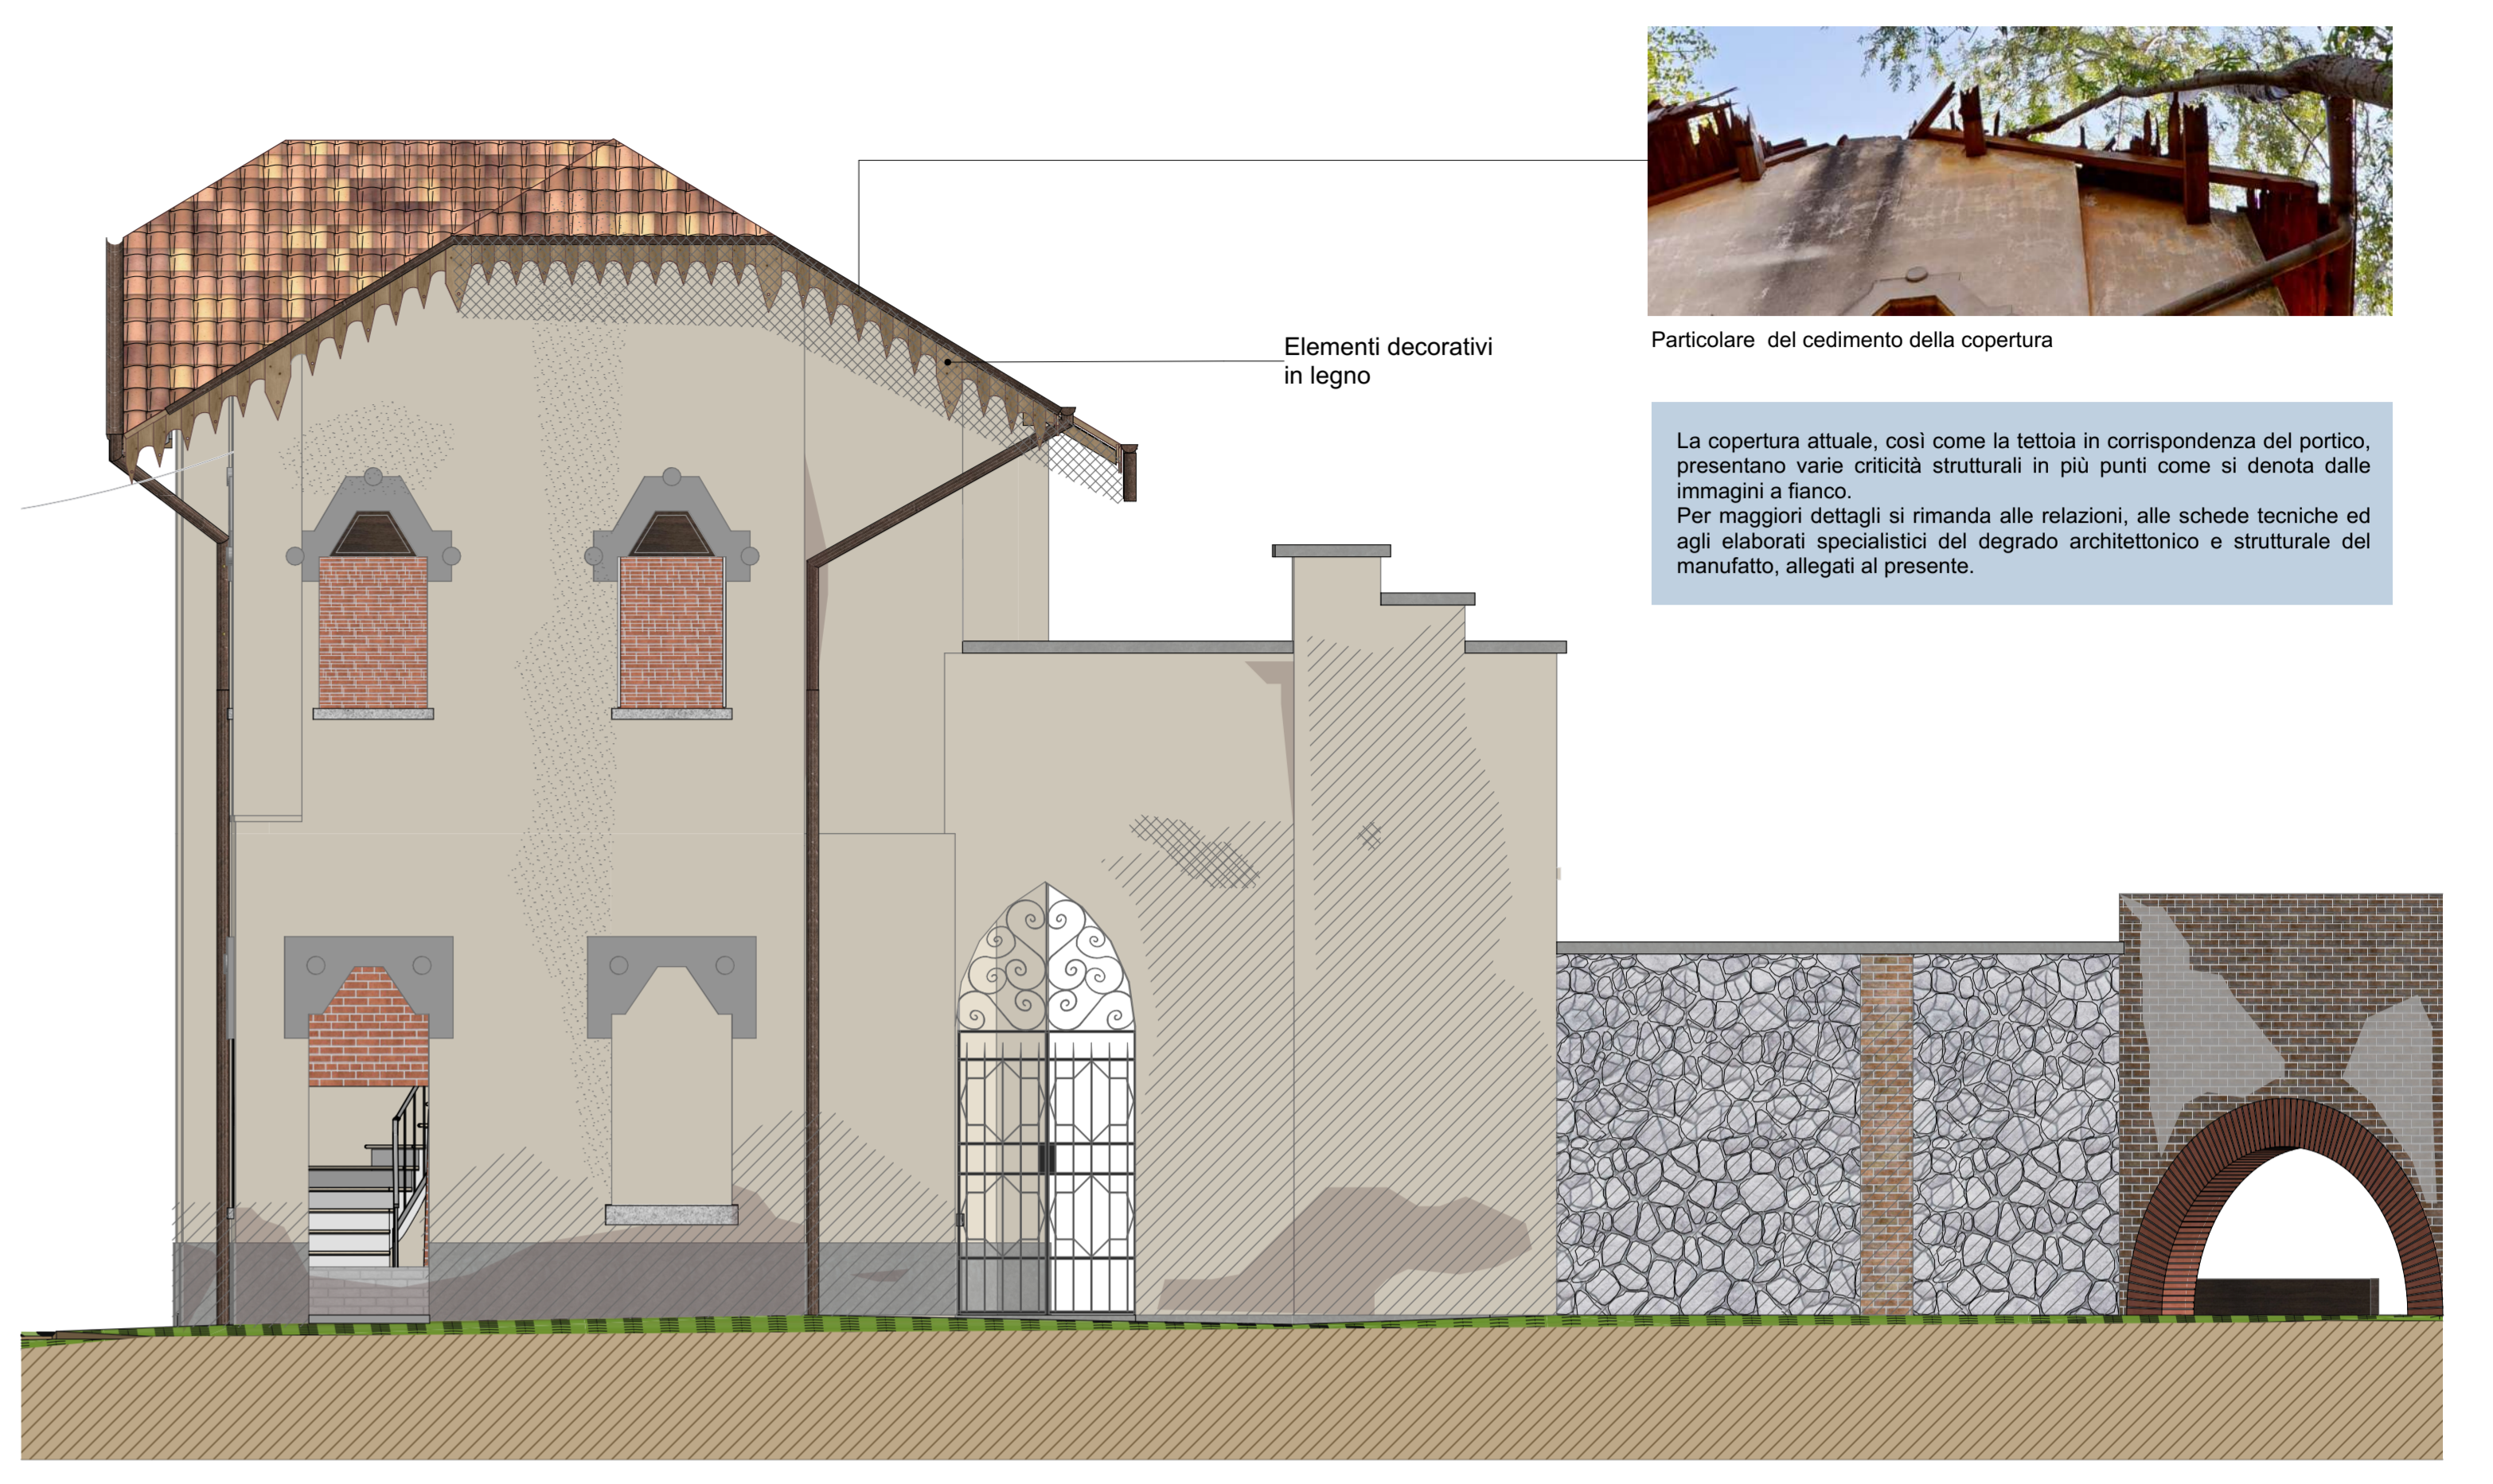 Particolare  del cedimento della copertura
Elementi decorativi
in legno
La copertura attuale, così come la tettoia in corrispondenza del portico,
presentano varie criticità strutturali in più punti come si denota dalle
immagini a fianco.
Per maggiori dettagli si rimanda alle relazioni, alle schede tecniche ed
agli elaborati specialistici del degrado architettonico e strutturale del
manufatto, allegati al presente.